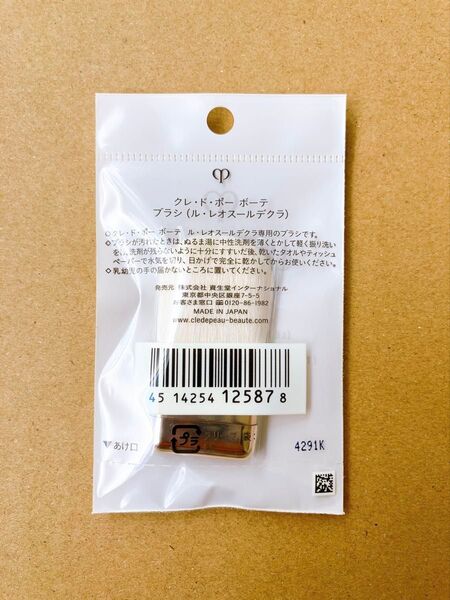 クレ・ド・ポー ボーテ
ブラシ（ル・レオスールデクラ）
◇クレ・ド・ポー ボーテ ル・レオスールデクラ専用のブラシです。
◇ブラシが汚れたときは、ぬるま湯に中性洗剤を薄くとかして軽く振り洗い
をし、洗剤が残らないように十分にすすいだ後、乾いたタオルやティッシュ
ペーパーで水気を切り、日かげで完全に乾かしてからお使いください。
◇乳幼児の手の届かないところに置いてください。
発売元 株式会社 資生堂インターナショナル
東京都中央区銀座7-5-5
お客さま窓口 0120-86-1982
MADE IN JAPAN
www.cledepeau-beaute.com
4 514254 125878
プラ
あけ口
4291K